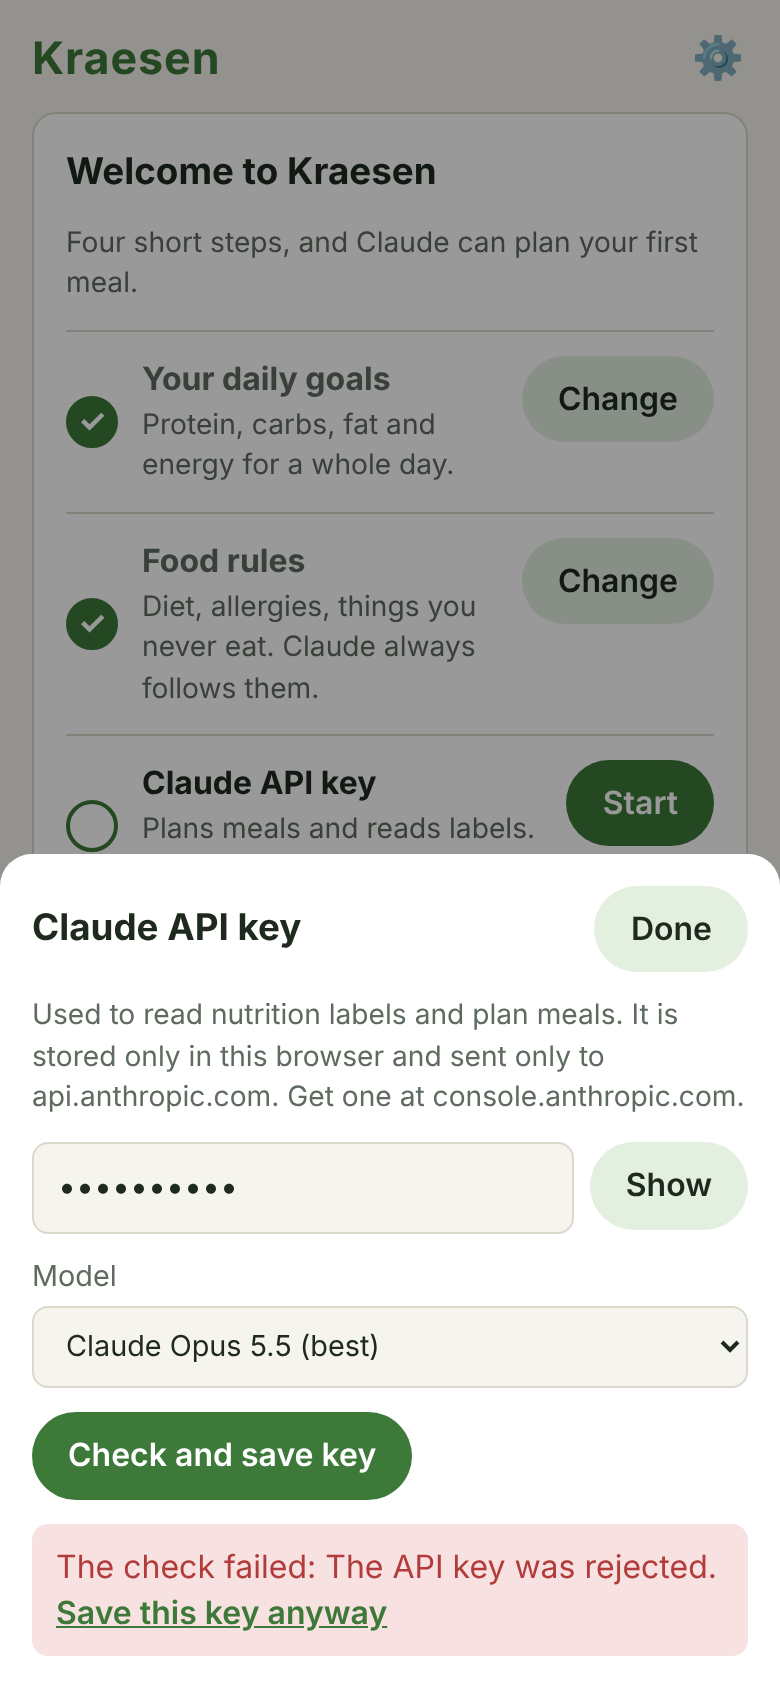 Kraesen
Welcome to Kraesen
Four short steps, and Claude can plan your first
meal.
Your daily goals
Protein, carbs, fat and
energy for a whole day.
Change
Food rules
Diet, allergies, things you
never eat. Claude always
follows them.
Change
Claude API key
Plans meals and reads labels.
Start
Claude API key
Done
Used to read nutrition labels and plan meals. It is
stored only in this browser and sent only to
api.anthropic.com. Get one at console.anthropic.com.
••••••••••
Show
Model
Claude Opus 5.5 (best)
Check and save key
The check failed: The API key was rejected.
Save this key anyway